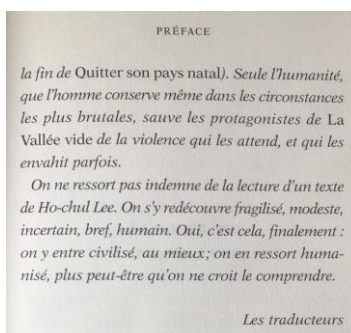 PRÉFACE
la fin de Quitter son pays natal). Seule l'humanité,
que l'homme conserve même dans les circonstances
les plus brutales, sauve les protagonistes de La
Vallée vide de la violence qui les attend, et qui les
envahit parfois.
On ne ressort pas indemne de la lecture d'un texte
de Ho-chul Lee. On s'y redécouvre fragilisé, modeste,
incertain, bref, humain. Oui, c'est cela, finalement :
on y entre civilisé, au mieux; on en ressort huma-
nisé, plus peut-être qu'on ne croit le comprendre.
Les traducteurs